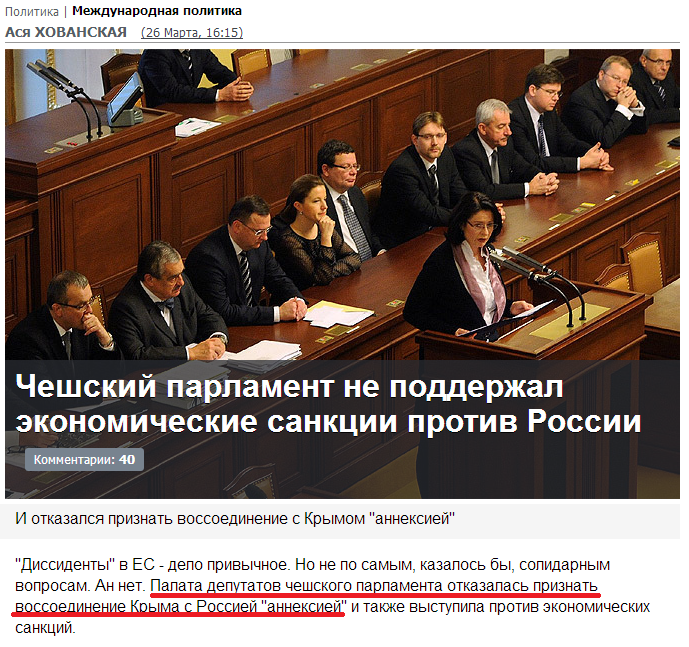 Политика | Международная политика
Ася ХОВАНСКАЯ (26 Марта, 16:15)
Чешский парламент не поддержал
экономические санкции против России
Комментарии: 40
И отказался признать воссоединение с Крымом "аннексией"
"Диссиденты" в ЕС - дело привычное. Но не по самым, казалось бы, солидарным
вопросам. Ан нет. Палата депутатов чешского парламента отказалась признать
воссоединение Крыма с Россией "аннексией" и также выступила против экономических
санкций.